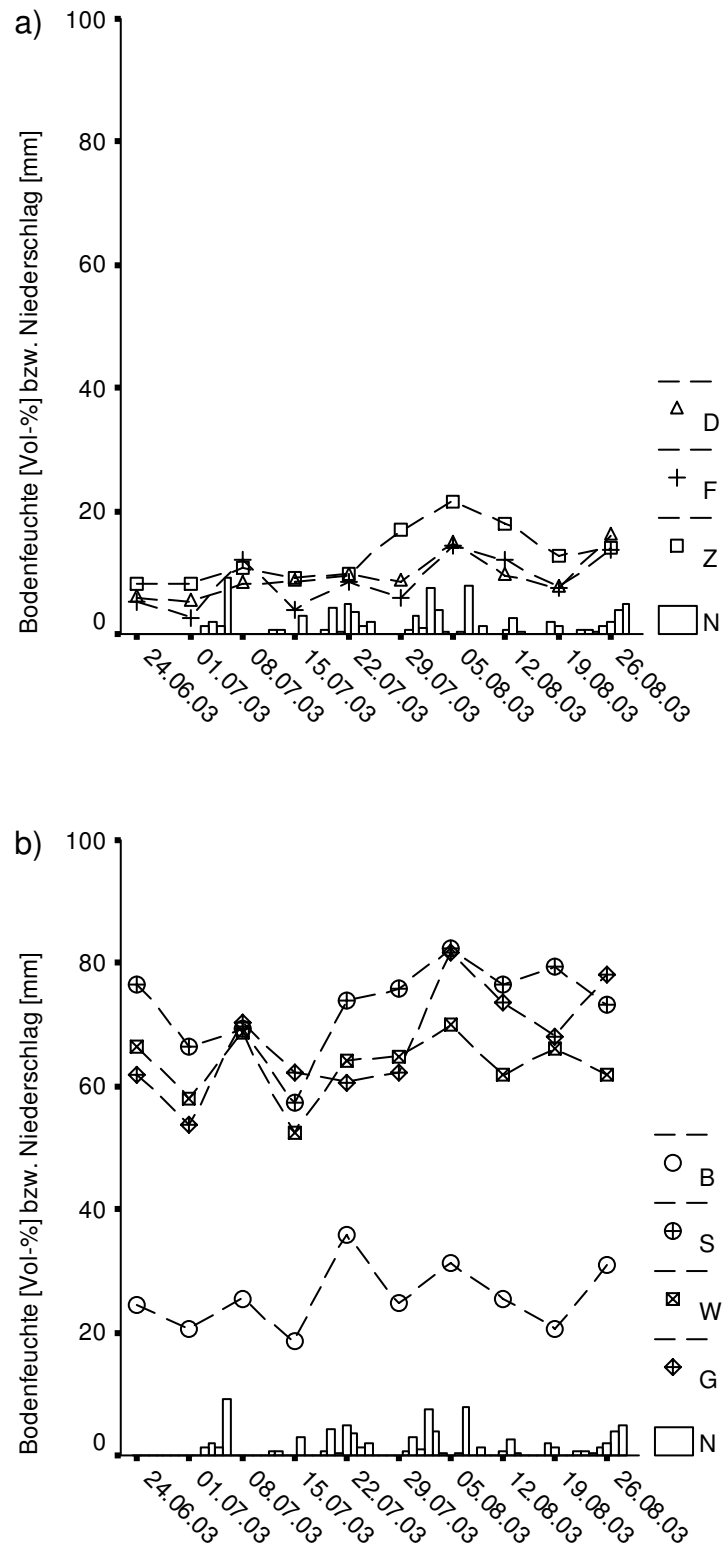 a)
Bodenfeuchte [Vol-%] bzw. Niederschlag [mm]
100
80
60
40
20
0
24.06.03
01.07.03
08.07.03
15.07.03
22.07.03
29.07.03
05.08.03
12.08.03
19.08.03
26.08.03
D
F
Z
N
b)
Bodenfeuchte [Vol-%] bzw. Niederschlag [mm]
100
80
60
40
20
0
24.06.03
01.07.03
08.07.03
15.07.03
22.07.03
29.07.03
05.08.03
12.08.03
19.08.03
26.08.03
B
S
W
G
N